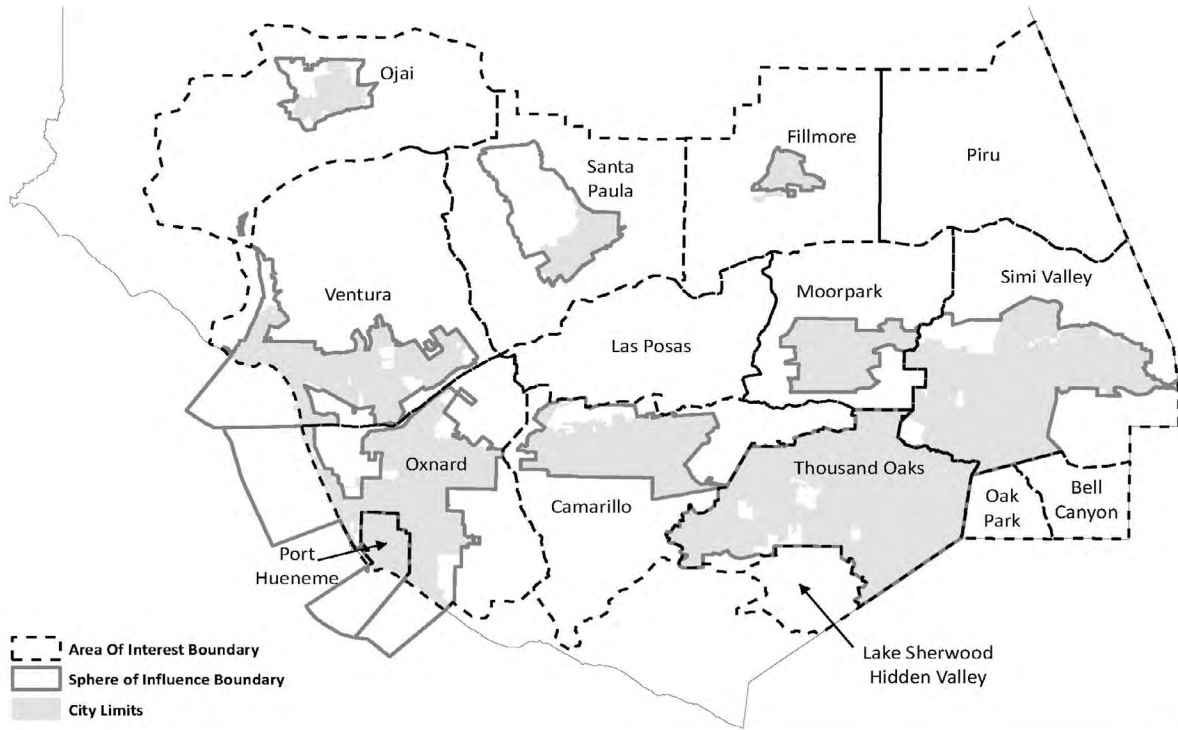 Ojai
Santa
Paula
Fillmore
Piru
Ventura
Las Posas
Moorpark
Simi Valley
Oxnard
Camarillo
Thousand Oaks
Oak
Park
Bell
Canyon
Port
Hueneme
Lake Sherwood
Hidden Valley
Area Of Interest Boundary
Sphere of Influence Boundary
City Limits